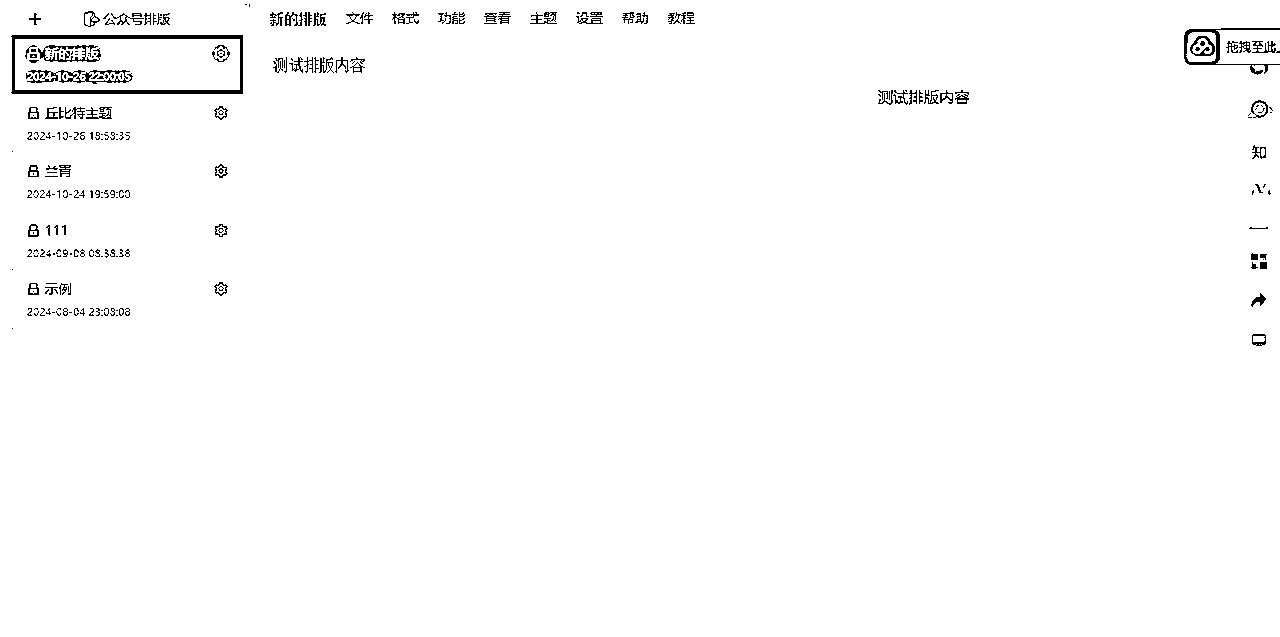 + 公众号排版
新的排版
2024-10-26 22:00:05
丘比特主题
2024-10-26 18:58:35
兰胃
2024-10-24 19:59:00
111
2024-09-08 08:38:38
示例
2024-08-04 23:08:08
新的排版 文件 格式 功能 查看 主题 设置 帮助 教程
测试排版内容
测试排版内容
拖拽至此上
知